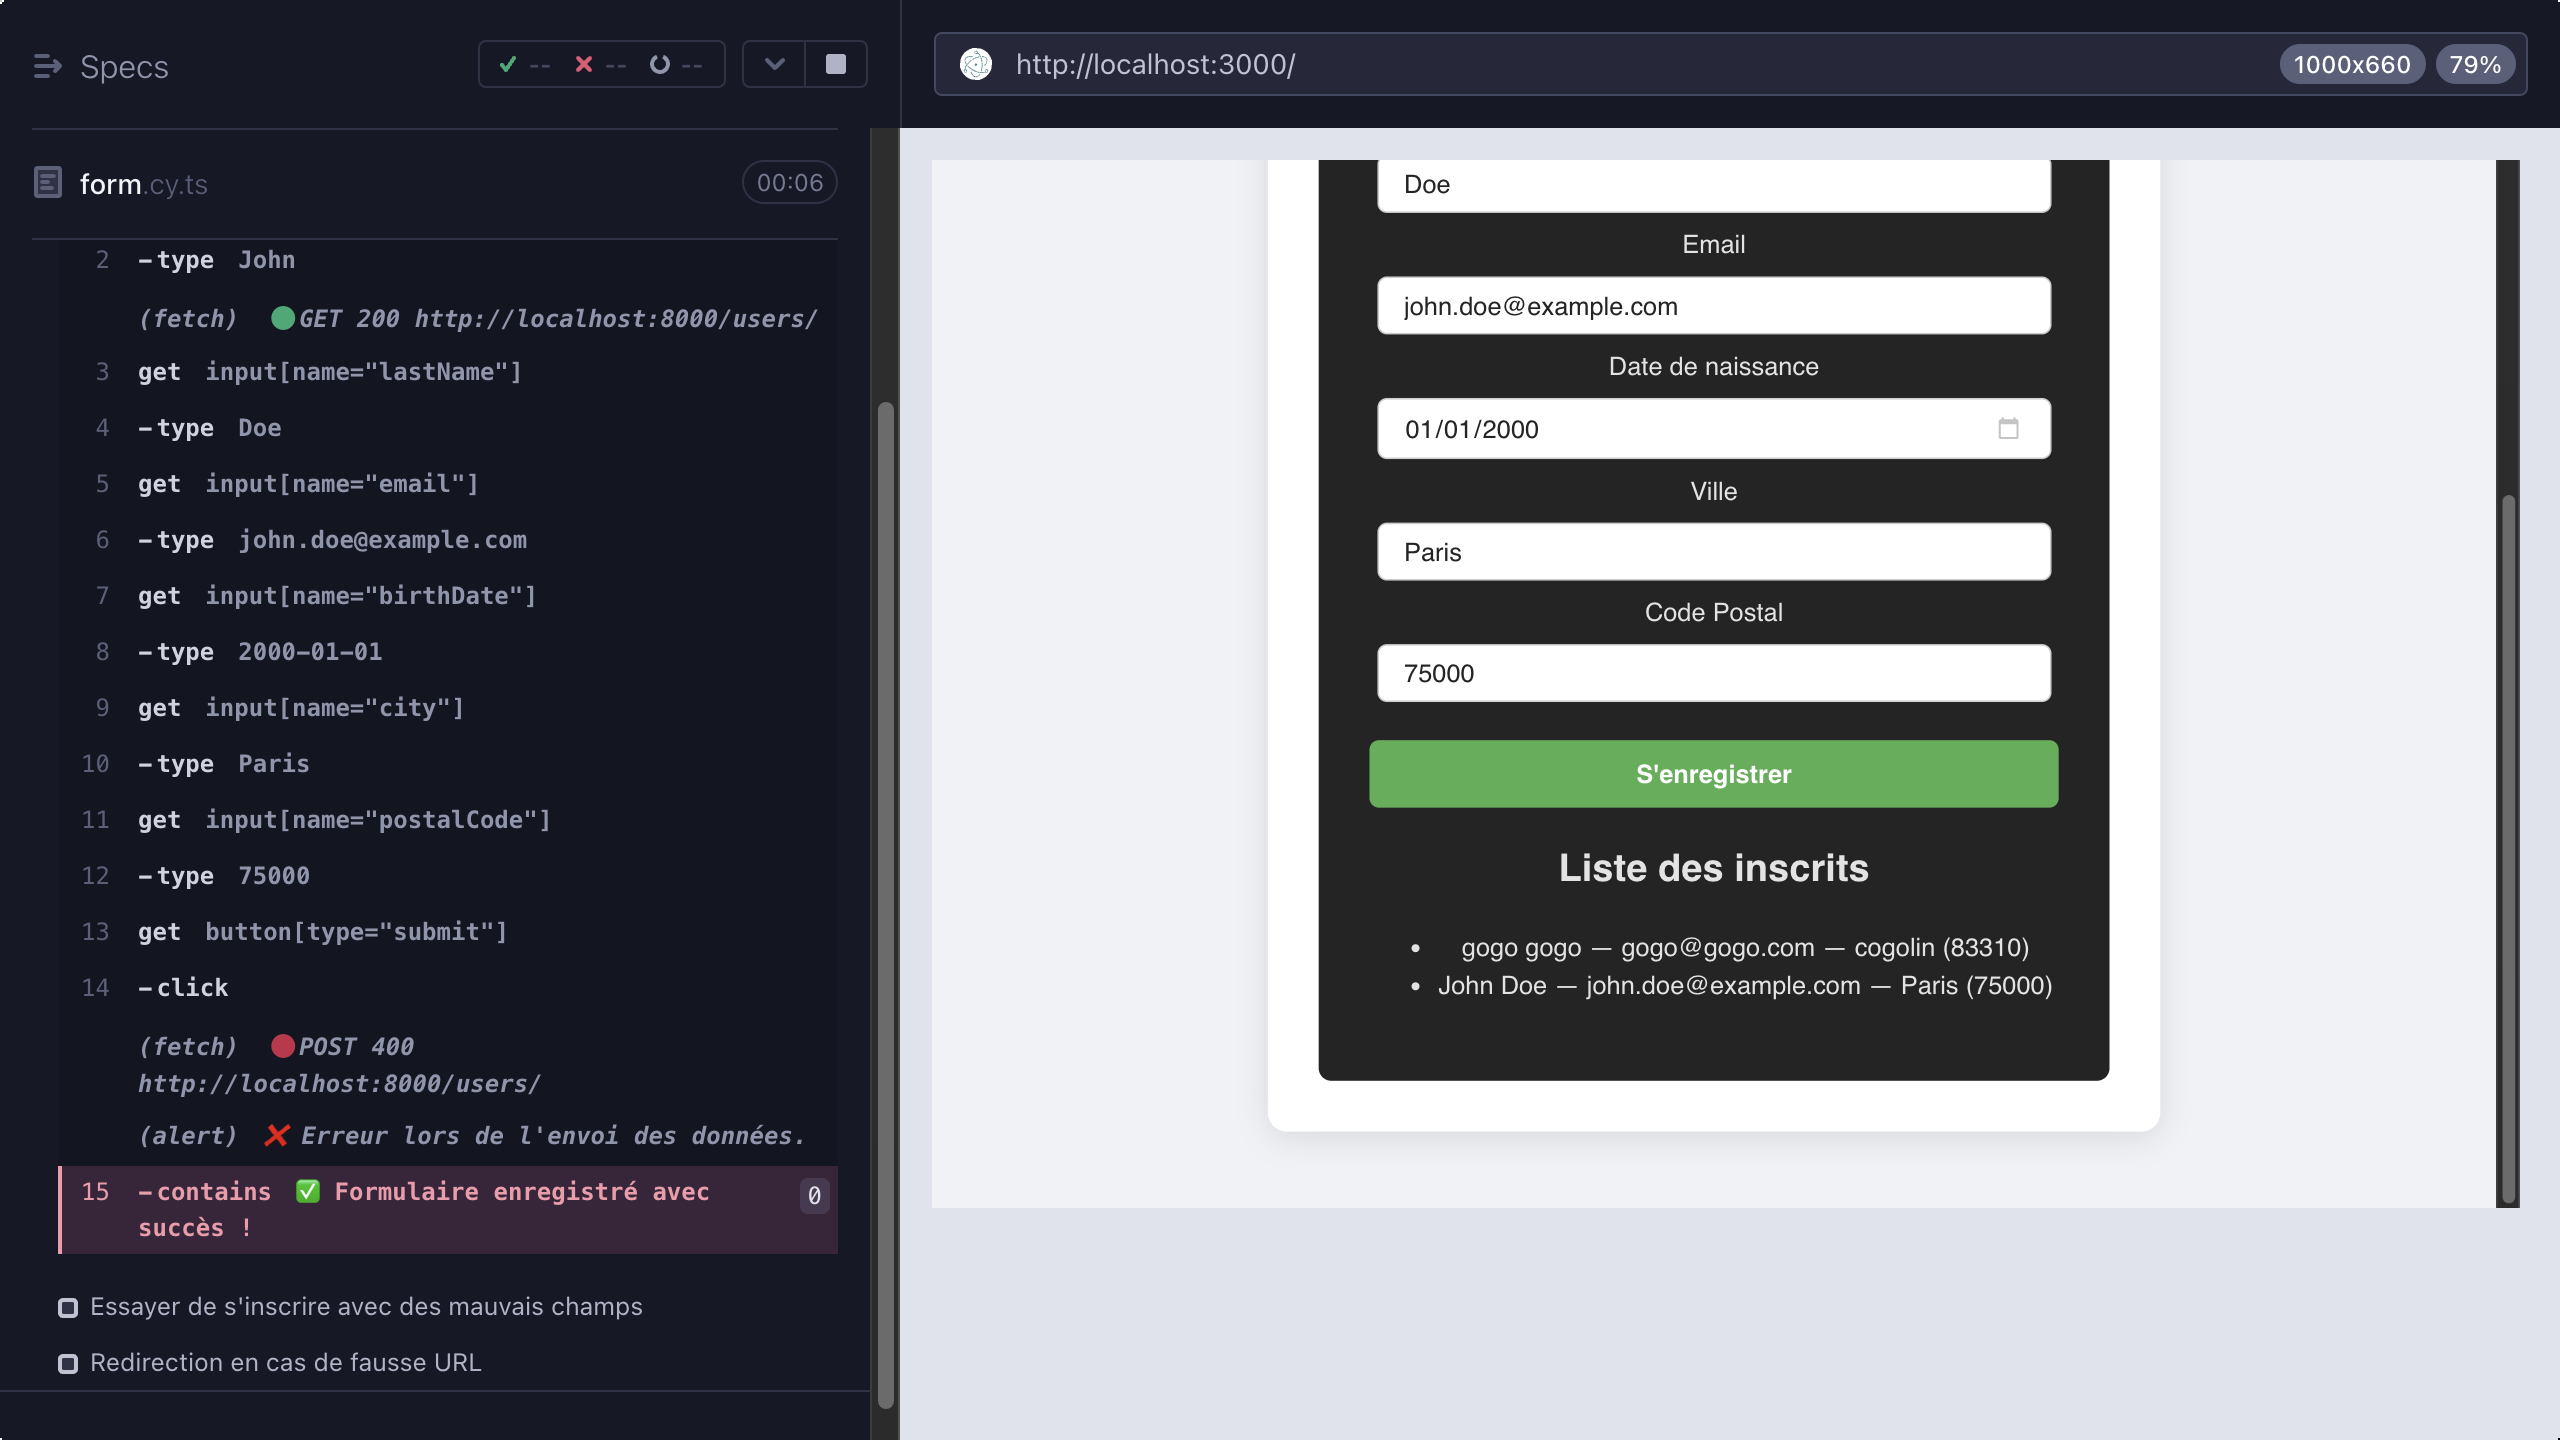 Specs
-- -- --
form.cy.ts
00:06
2 -type John
(fetch) GET 200 http://localhost:8000/users/
3 get input[name="lastName"]
4 -type Doe
5 get input[name="email"]
6 -type john.doe@example.com
7 get input[name="birthDate"]
8 -type 2000-01-01
9 get input[name="city"]
10 -type Paris
11 get input[name="postalCode"]
12 -type 75000
13 get button[type="submit"]
14 -click
(fetch) POST 400
http://localhost:8000/users/
(alert) ❌ Erreur lors de l'envoi des données.
15 -contains ✅ Formulaire enregistré avec 0
succès !
Essayer de s'inscrire avec des mauvais champs
Redirection en cas de fausse URL
http://localhost:3000/
1000x660 79%
Doe
Email
john.doe@example.com
Date de naissance
01/01/2000
Ville
Paris
Code Postal
75000
S'enregistrer
Liste des inscrits
• gogo gogo — gogo@gogo.com — cogolin (83310)
• John Doe — john.doe@example.com — Paris (75000)